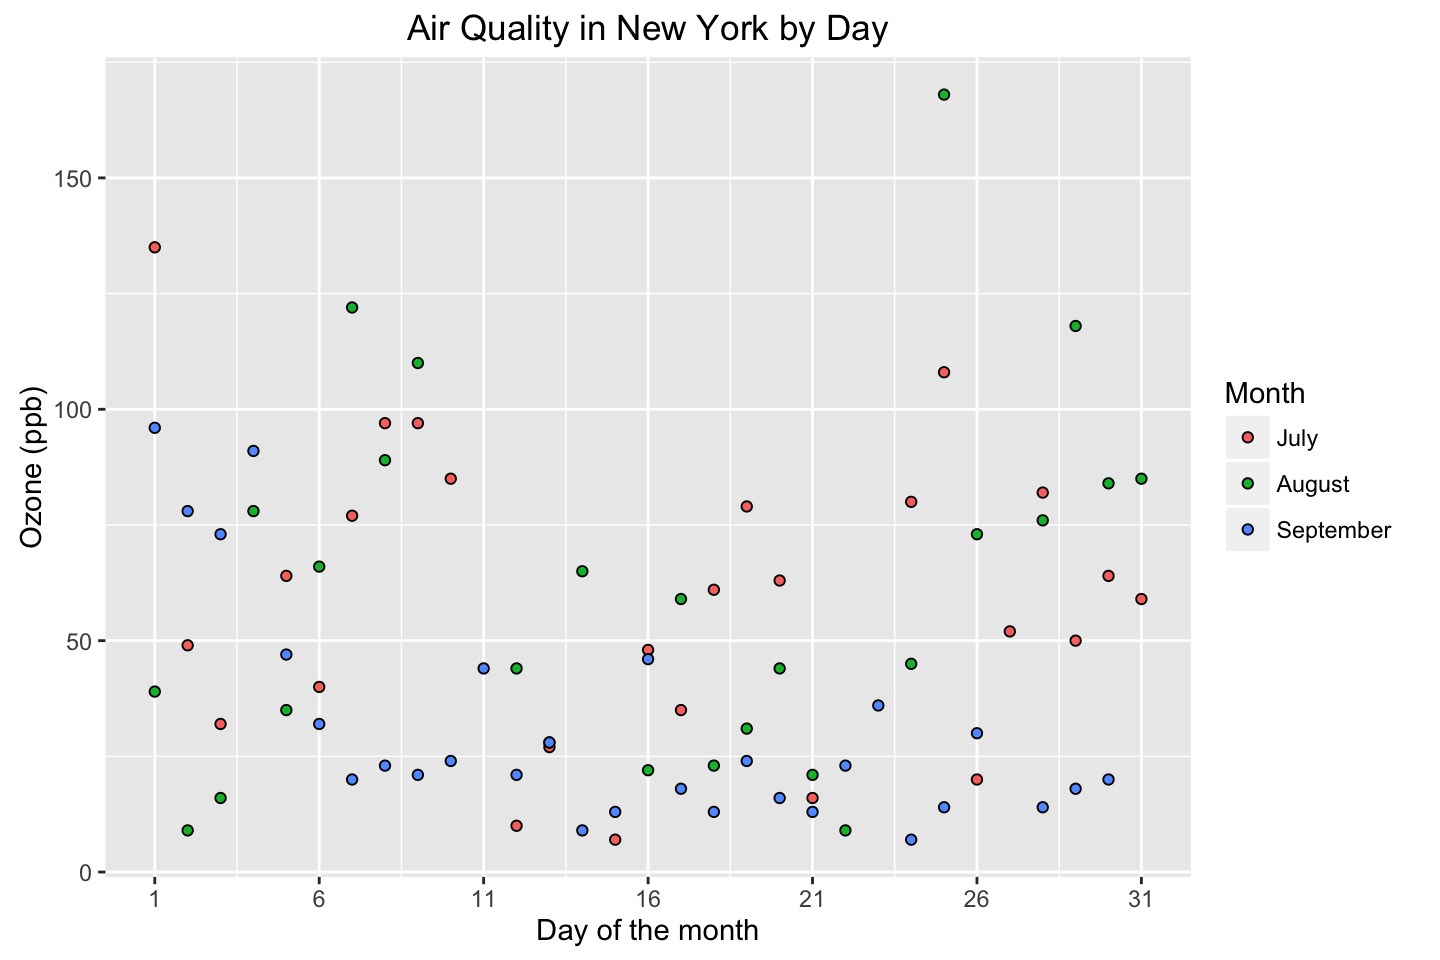 Air Quality in New York by Day
Ozone (ppb)
150
100
50
0
1 6 11 16 21 26 31
Day of the month
Month
July
August
September